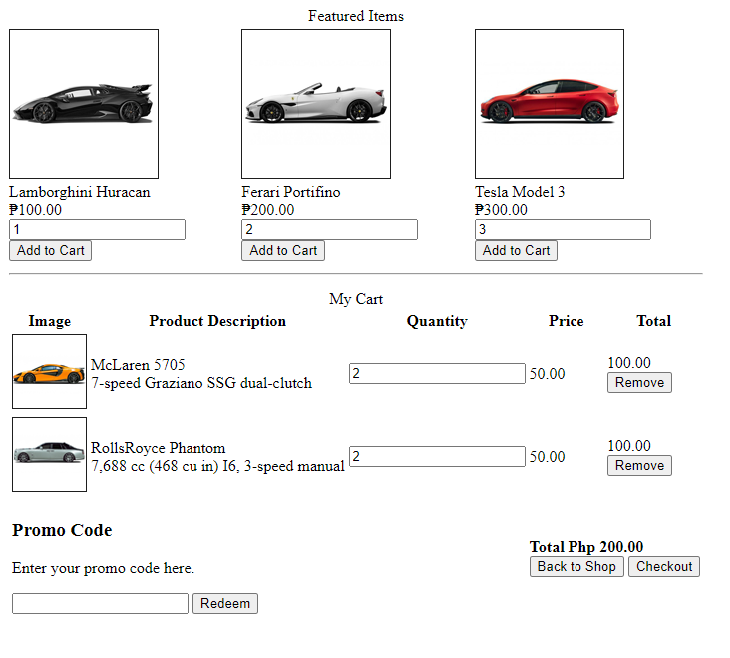 Featured Items
Lamborghini Huracan
₱100.00
1
Add to Cart
Ferari Portifino
₱200.00
2
Add to Cart
Tesla Model 3
₱300.00
3
Add to Cart
My Cart
Image Product Description Quantity Price Total
McLaren 5705
7-speed Graziano SSG dual-clutch
2
50.00
100.00
Remove
RollsRoyce Phantom
7,688 cc (468 cu in) I6, 3-speed manual
2
50.00
100.00
Remove
Promo Code
Enter your promo code here.
Redeem
Total Php 200.00
Back to Shop Checkout